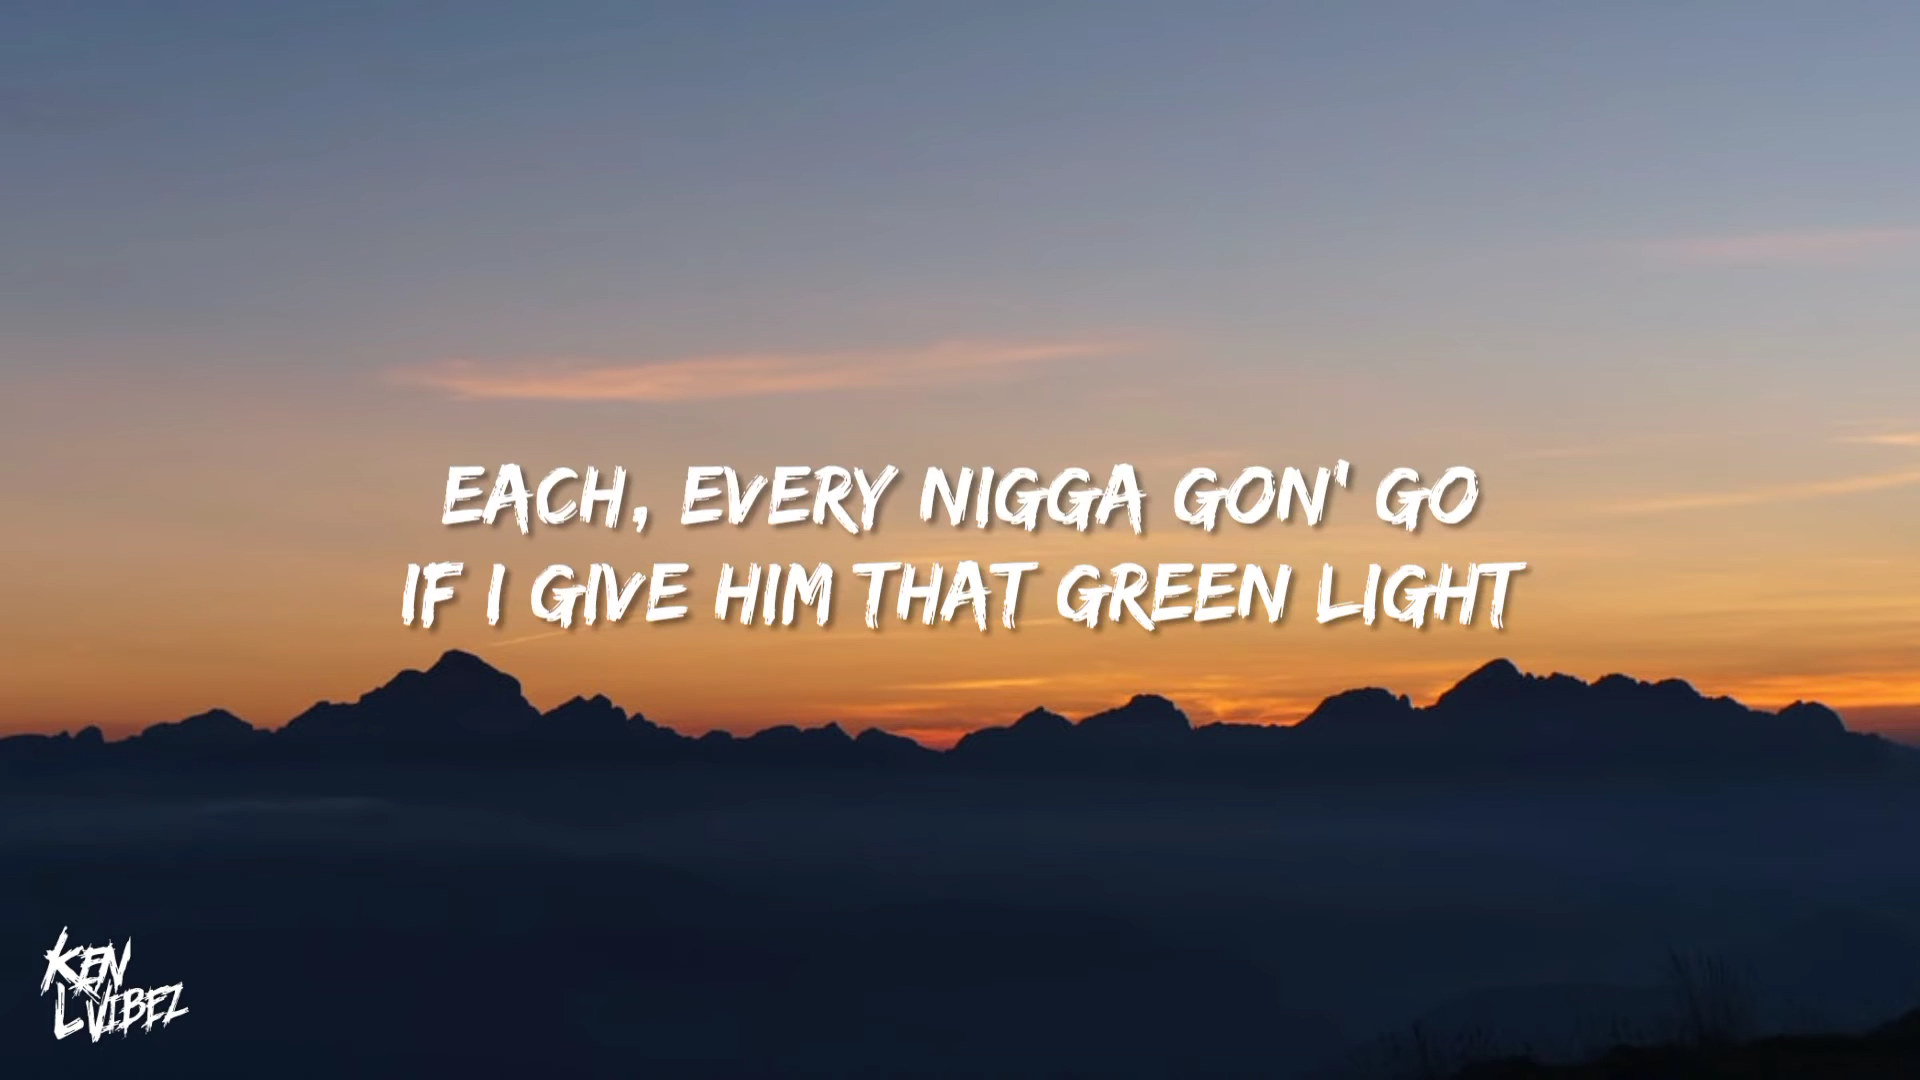 EACH, EVERY NIGGA GON' GO
IF I GIVE HIM THAT GREEN LIGHT
KEN
LVIBEZ